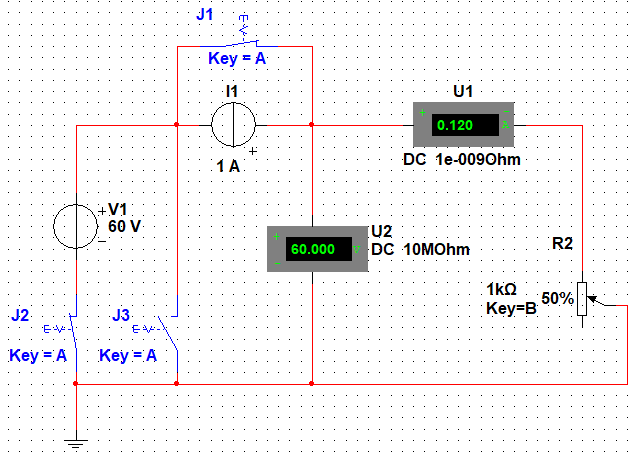 J1
Key = A
I1
1 A
U1
0.120 A
DC 1e-009Ohm
V1
60 V
U2
60.000 V
DC 10MOhm
R2
1kΩ
50%
Key=B
J2
Key = A
J3
Key = A